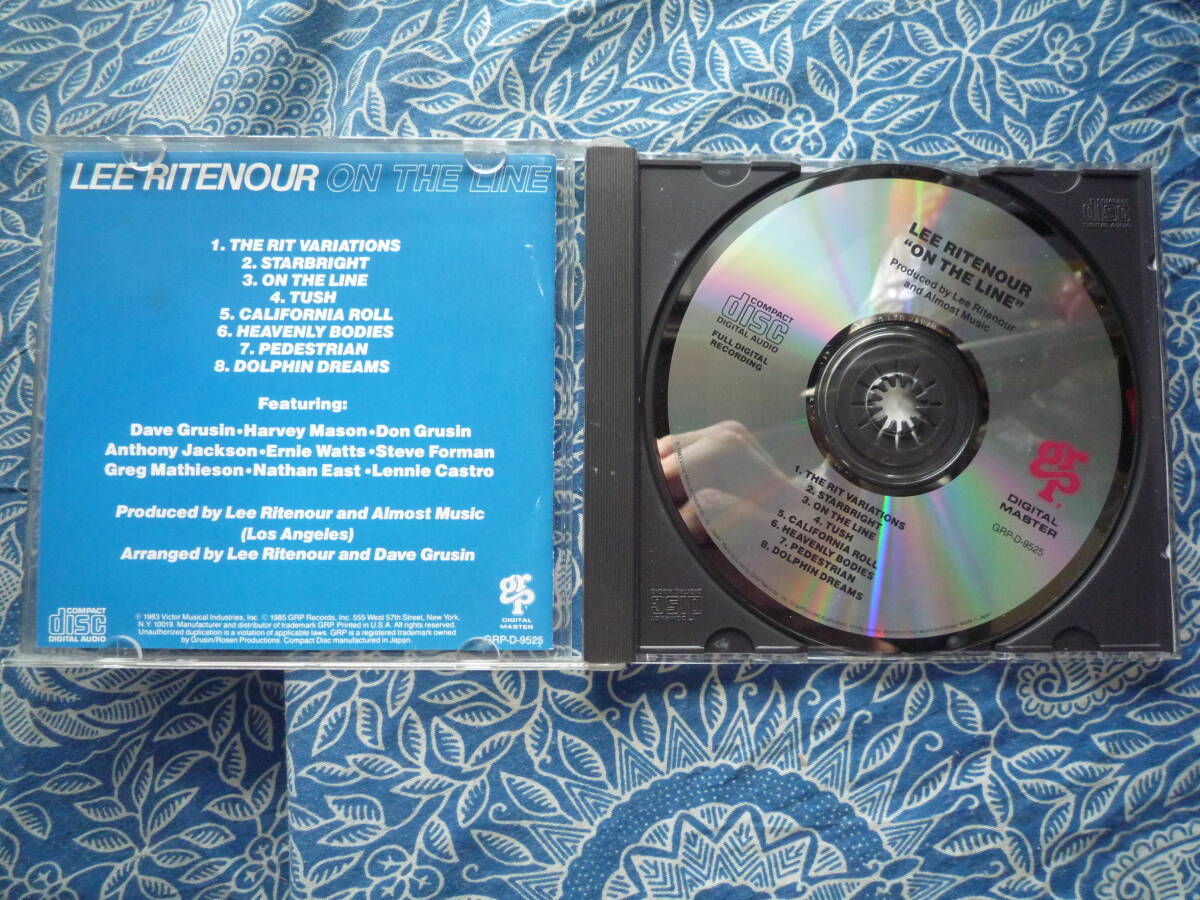 LEE RITENOUR ON THE LINE
1. THE RIT VARIATIONS
2. STARBRIGHT
3. ON THE LINE
4. TUSH
5. CALIFORNIA ROLL
6. HEAVENLY BODIES
7. PEDESTRIAN
8. DOLPHIN DREAMS
Featuring:
Dave Grusin•Harvey Mason•Don Grusin
Anthony Jackson•Ernie Watts•Steve Forman
Greg Mathieson•Nathan East•Lennie Castro
Produced by Lee Ritenour and Almost Music
(Los Angeles)
Arranged by Lee Ritenour and Dave Grusin
℗ 1983 Victor Musical Industries, Inc. © 1985 GRP Records, Inc. 555 West 57th Street, New York,
N.Y. 10019. Manufacturer and distributor of trademark GRP. Printed in U.S.A. All rights reserved.
Unauthorized duplication is a violation of applicable laws. GRP is a registered trademark owned
by Grusin/Rosen Productions. Compact Disc manufactured in Japan.
COMPACT
disc
DIGITAL AUDIO
grp
DIGITAL
MASTER
GRP-D-9525
LEE RITENOUR
"ON THE LINE"
Produced by Lee Ritenour
and Almost Music
COMPACT
disc
DIGITAL AUDIO
FULL DIGITAL
RECORDING
grp
DIGITAL
MASTER
GRP-D-9525
1. THE RIT VARIATIONS
2. STARBRIGHT
3. ON THE LINE
4. TUSH
5. CALIFORNIA ROLL
6. HEAVENLY BODIES
7. PEDESTRIAN
8. DOLPHIN DREAMS
COMPACT
disc
DIGITAL AUDIO